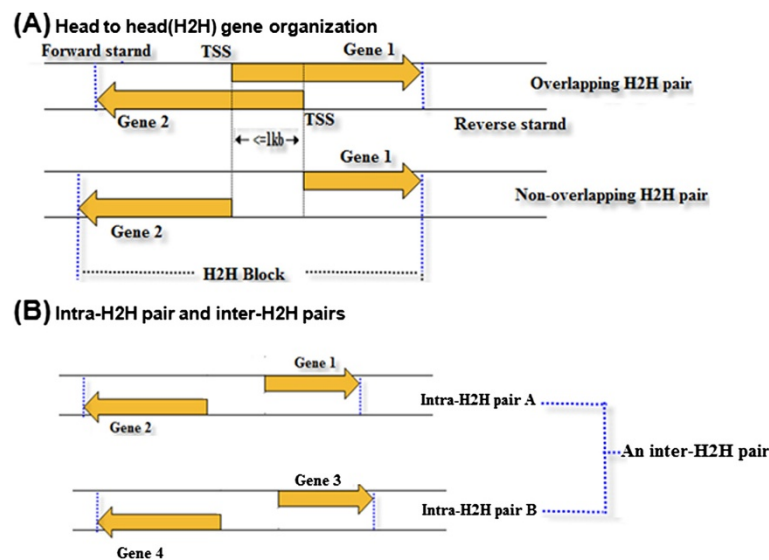 (A) Head to head(H2H) gene organization
Forward starnd TSS Gene 1
Overlapping H2H pair
Gene 2 TSS
<=1kb
Reverse starnd
Gene 1
Non-overlapping H2H pair
Gene 2
H2H Block
(B) Intra-H2H pair and inter-H2H pairs
Gene 1
Intra-H2H pair A
Gene 2
An inter-H2H pair
Gene 3
Intra-H2H pair B
Gene 4